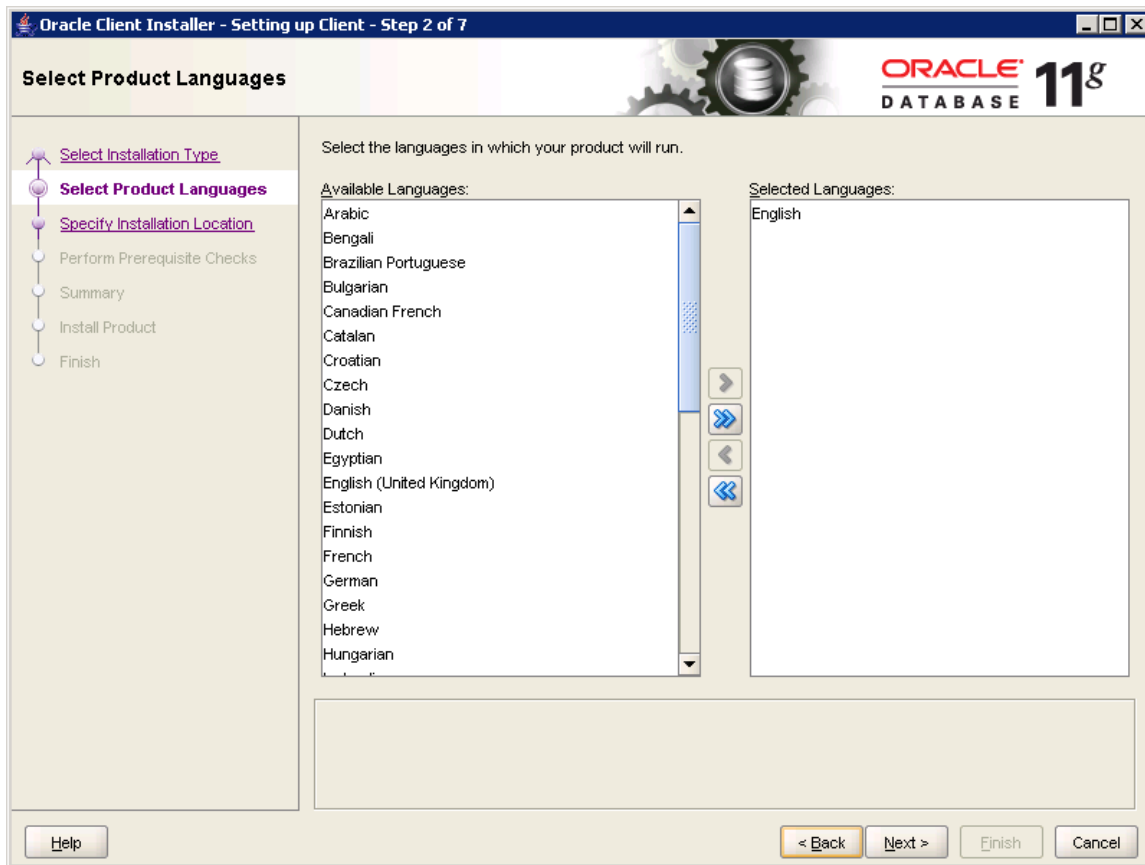 Oracle Client Installer - Setting up Client - Step 2 of 7
Select Product Languages
ORACLE DATABASE 11g
Select Installation Type
Select Product Languages
Specify Installation Location
Perform Prerequisite Checks
Summary
Install Product
Finish
Select the languages in which your product will run.
Available Languages:
Arabic
Bengali
Brazilian Portuguese
Bulgarian
Canadian French
Catalan
Croatian
Czech
Danish
Dutch
Egyptian
English (United Kingdom)
Estonian
Finnish
French
German
Greek
Hebrew
Hungarian
Selected Languages:
English
Help
< Back
Next >
Finish
Cancel